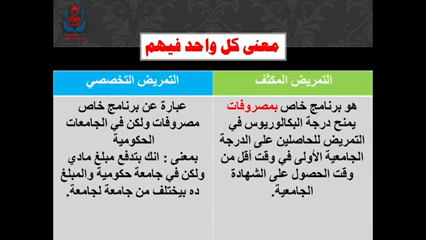 معنى كل واحد فيهم
التمريض المكثف
هو برنامج خاص بمصروفات
يمنح درجة البكالوريوس في
التمريض للحاصلين على الدرجة
الجامعية الأولى في وقت أقل من
وقت الحصول على الشهادة
الجامعية.
التمريض التخصصي
عبارة عن برنامج خاص
مصروفات ولكن في الجامعات
الحكومية
بمعنى : انك بتدفع مبلغ مادي
ولكن في جامعة حكومية والمبلغ
ده بيختلف من جامعة لجامعة.